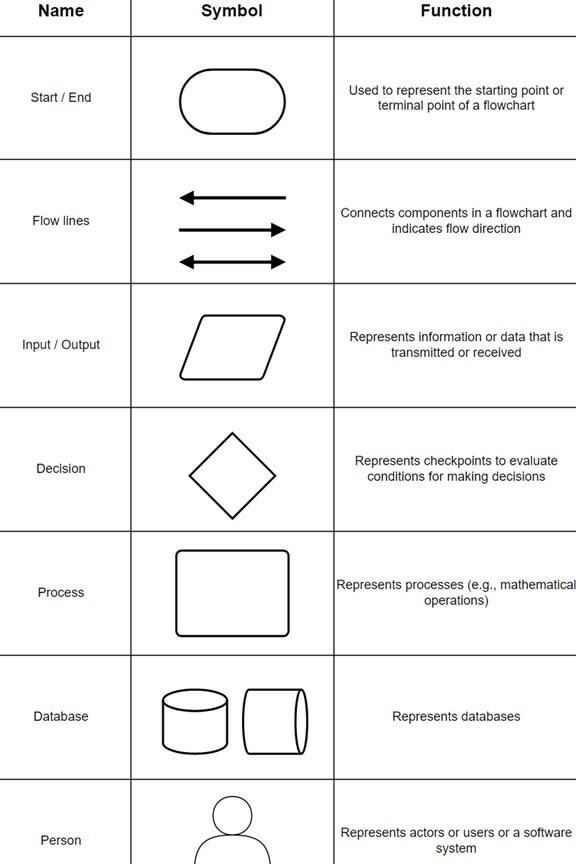 Name Symbol Function
Start / End
Used to represent the starting point or
terminal point of a flowchart
Flow lines
Connects components in a flowchart and
indicates flow direction
Input / Output
Represents information or data that is
transmitted or received
Decision
Represents checkpoints to evaluate
conditions for making decisions
Process
Represents processes (e.g., mathematical
operations)
Database
Represents databases
Person
Represents actors or users or a software
system